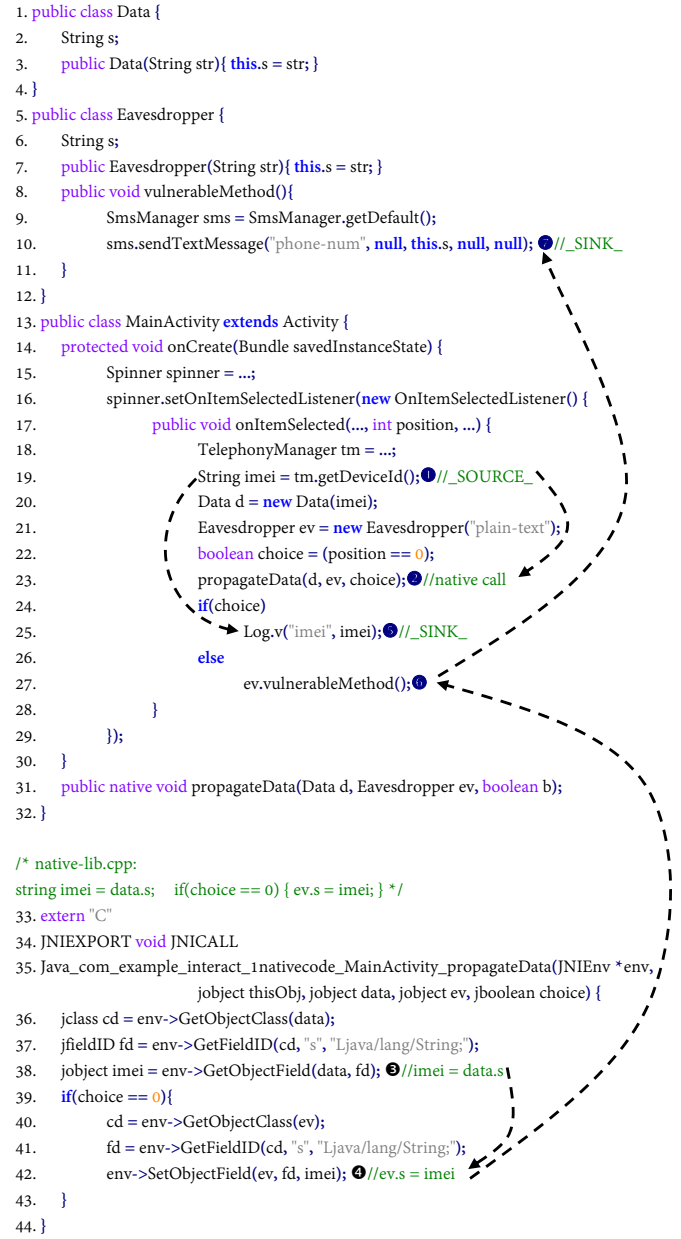 1. public class Data {
2. String s;
3. public Data(String str){ this.s = str; }
4. }
5. public class Eavesdropper {
6. String s;
7. public Eavesdropper(String str){ this.s = str; }
8. public void vulnerableMethod(){
9. SmsManager sms = SmsManager.getDefault();
10. sms.sendTextMessage("phone-num", null, this.s, null, null); ❼//_SINK_
11. }
12. }
13. public class MainActivity extends Activity {
14. protected void onCreate(Bundle savedInstanceState) {
15. Spinner spinner = ...;
16. spinner.setOnItemSelectedListener(new OnItemSelectedListener() {
17. public void onItemSelected(..., int position, ...) {
18. TelephonyManager tm = ...;
19. String imei = tm.getDeviceId();❶//_SOURCE_
20. Data d = new Data(imei);
21. Eavesdropper ev = new Eavesdropper("plain-text");
22. boolean choice = (position == 0);
23. propagateData(d, ev, choice);❷//native call
24. if(choice)
25. Log.v("imei", imei);❺//_SINK_
26. else
27. ev.vulnerableMethod();❻
28. }
29. });
30. }
31. public native void propagateData(Data d, Eavesdropper ev, boolean b);
32. }
/* native-lib.cpp:
string imei = data.s; if(choice == 0) { ev.s = imei; } */
33. extern "C"
34. JNIEXPORT void JNICALL
35. Java_com_example_interact_1nativecode_MainActivity_propagateData(JNIEnv *env,
jobject thisObj, jobject data, jobject ev, jboolean choice) {
36. jclass cd = env->GetObjectClass(data);
37. jfieldID fd = env->GetFieldID(cd, "s", "Ljava/lang/String;");
38. jobject imei = env->GetObjectField(data, fd); ❸//imei = data.s
39. if(choice == 0){
40. cd = env->GetObjectClass(ev);
41. fd = env->GetFieldID(cd, "s", "Ljava/lang/String;");
42. env->SetObjectField(ev, fd, imei); ❹//ev.s = imei
43. }
44. }